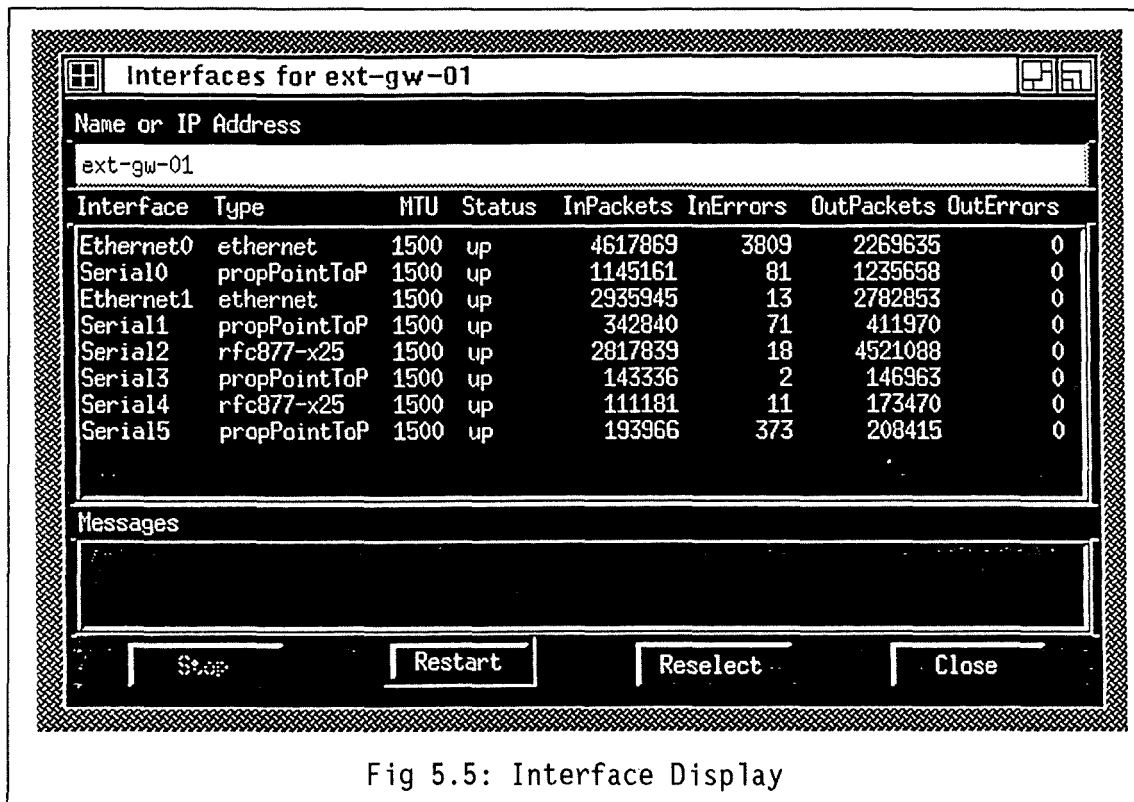 Interfaces for ext-gw-01
Name or IP Address
ext-gw-01
Interface Type MTU Status InPackets InErrors OutPackets OutErrors
Ethernet0 ethernet 1500 up 4617869 3809 2269635 0
Serial0 propPointToP 1500 up 1145161 81 1235658 0
Ethernet1 ethernet 1500 up 2935945 13 2782853 0
Serial1 propPointToP 1500 up 342840 71 411970 0
Serial2 rfc877-x25 1500 up 2817839 18 4521088 0
Serial3 propPointToP 1500 up 143336 2 146963 0
Serial4 rfc877-x25 1500 up 111181 11 173470 0
Serial5 propPointToP 1500 up 193966 373 208415 0
Messages
Stop Restart Reselect Close
Fig 5.5: Interface Display